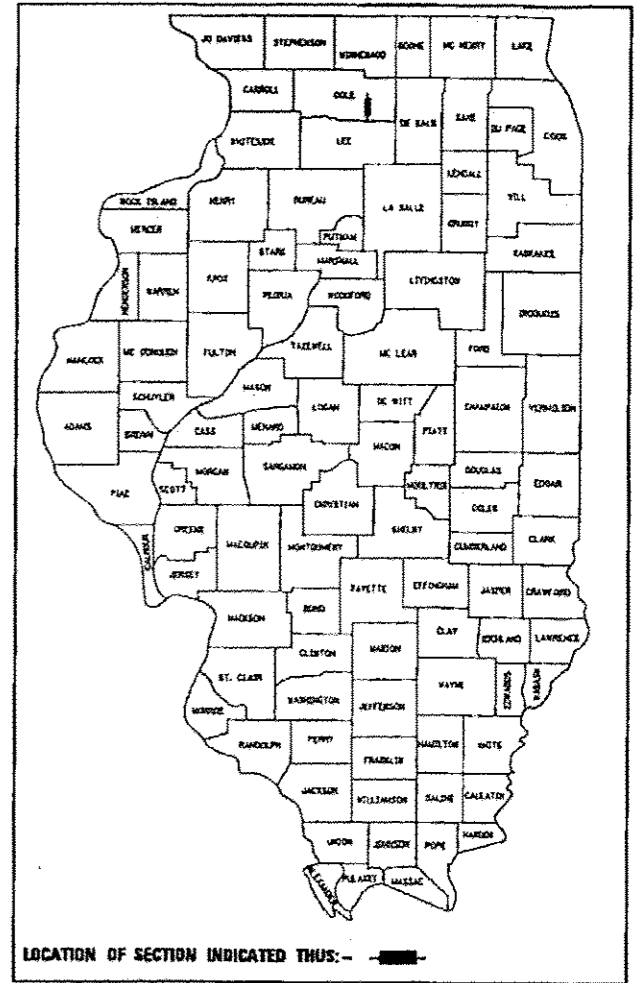 JO DAVIESS STEPHENSON WINNEBAGO BOONE MC HENRY LAKE
CARROLL OGLE DE KALB KANE DU PAGE COOK
WHITESIDE LEE
KENDALL
ROCK ISLAND HENRY BUREAU LA SALLE GRUNDY WILL
MERCER PUTNAM
STARK MARSHALL KANKAKEE
HENDERSON WARREN KNOX PEORIA WOODFORD LIVINGSTON IROQUOIS
HANCOCK MC DONOUGH FULTON TAZEWELL MC LEAN FORD
MASON
SCHUYLER LOGAN DE WITT CHAMPAIGN VERMILION
ADAMS BROWN CASS MENARD MACON PIATT
MORGAN SANGAMON DOUGLAS EDGAR
PIKE SCOTT CHRISTIAN MOULTRIE COLES
GREENE SHELBY
CALHOUN MACOUPIN MONTGOMERY CUMBERLAND CLARK
JERSEY FAYETTE EFFINGHAM JASPER CRAWFORD
MADISON BOND CLAY RICHLAND LAWRENCE
CLINTON MARION
ST. CLAIR WAYNE EDWARDS WABASH
MONROE WASHINGTON JEFFERSON
RANDOLPH PERRY HAMILTON WHITE
FRANKLIN
JACKSON WILLIAMSON SALINE GALLATIN
UNION JOHNSON POPE HARDIN
ALEXANDER PULASKI MASSAC
LOCATION OF SECTION INDICATED THUS:-